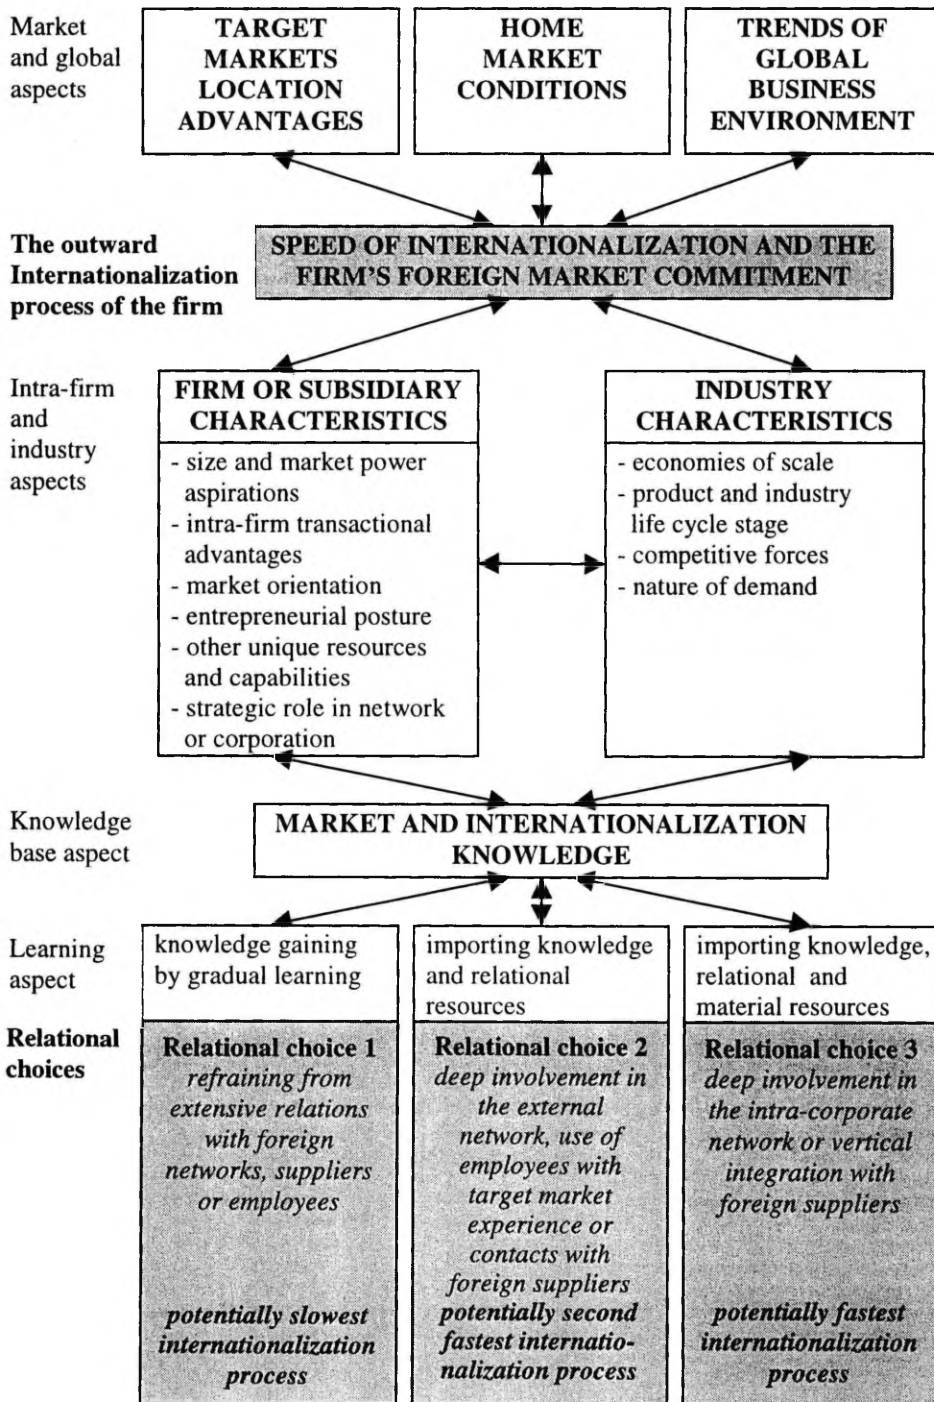 Market
and global
aspects
TARGET
MARKETS
LOCATION
ADVANTAGES
HOME
MARKET
CONDITIONS
TRENDS OF
GLOBAL
BUSINESS
ENVIRONMENT
The outward
Internationalization
process of the firm
SPEED OF INTERNATIONALIZATION AND THE
FIRM'S FOREIGN MARKET COMMITMENT
Intra-firm
and
industry
aspects
FIRM OR SUBSIDIARY
CHARACTERISTICS
- size and market power
aspirations
- intra-firm transactional
advantages
- market orientation
- entrepreneurial posture
- other unique resources
and capabilities
- strategic role in network
or corporation
INDUSTRY
CHARACTERISTICS
- economies of scale
- product and industry
life cycle stage
- competitive forces
- nature of demand
Knowledge
base aspect
MARKET AND INTERNATIONALIZATION
KNOWLEDGE
Learning
aspect
knowledge gaining
by gradual learning
importing knowledge
and relational
resources
importing knowledge,
relational and
material resources
Relational
choices
Relational choice 1
refraining from
extensive relations
with foreign
networks, suppliers
or employees
potentially slowest
internationalization
process
Relational choice 2
deep involvement in
the external
network, use of
employees with
target market
experience or
contacts with
foreign suppliers
potentially second
fastest internatio-
nalization process
Relational choice 3
deep involvement in
the intra-corporate
network or vertical
integration with
foreign suppliers
potentially fastest
internationalization
process